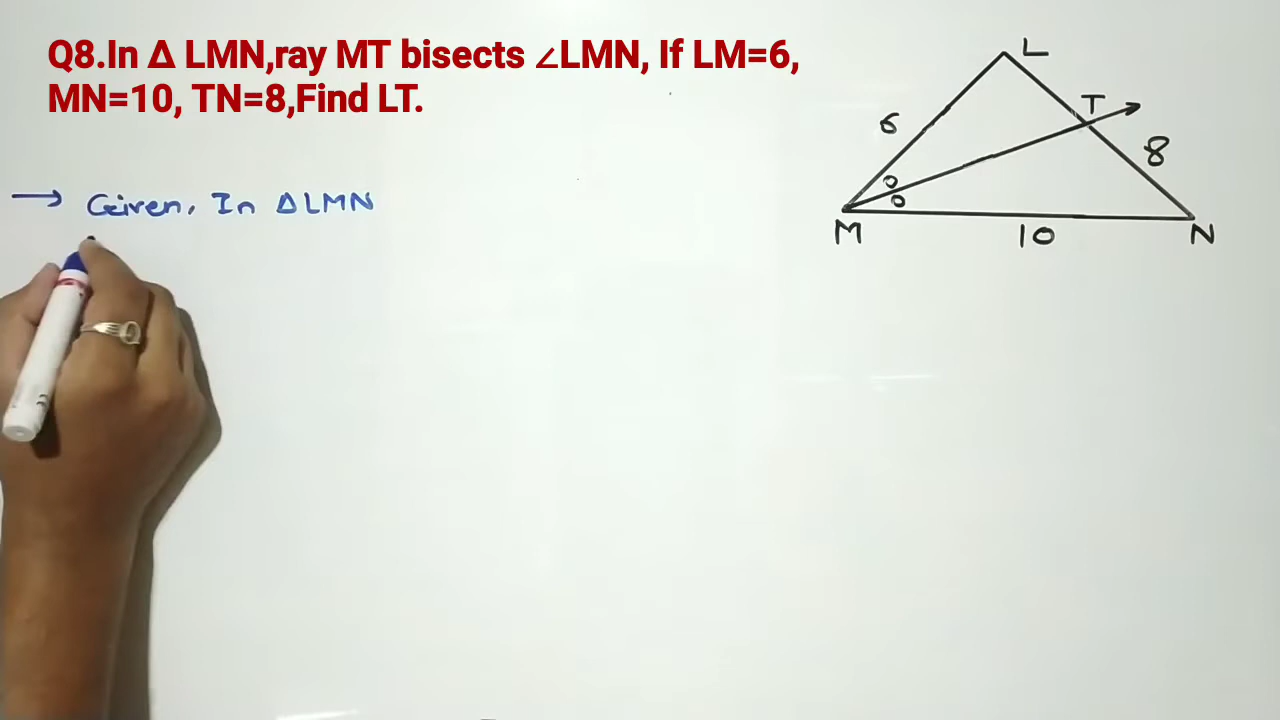 Q8.In Δ LMN,ray MT bisects ∠LMN, If LM=6,
MN=10, TN=8,Find LT.
L
T
6
8
M
10
N
→ Given, In ΔLMN